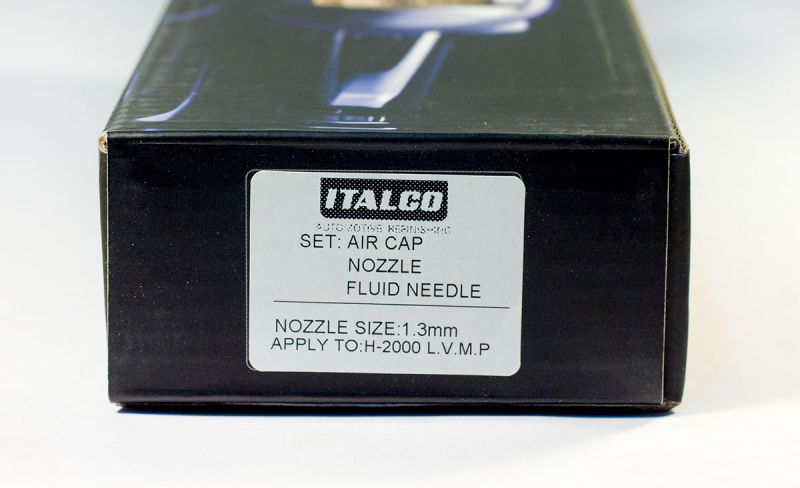 ITALCO
AUTOMOTIVE REFINISHING
SET: AIR CAP
NOZZLE
FLUID NEEDLE
NOZZLE SIZE:1.3mm
APPLY TO:H-2000 L.V.M.P